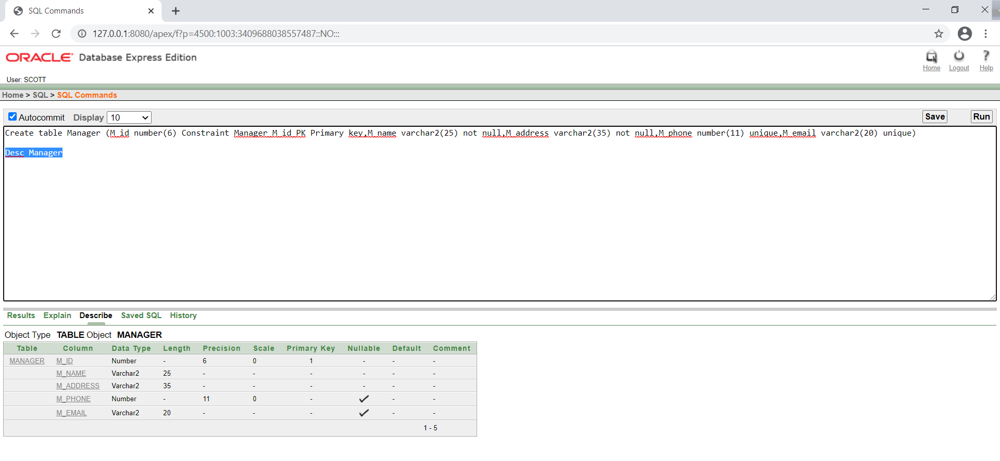 SQL Commands
127.0.0.1:8080/apex/f?p=4500:1003:3409688038557487::NO:::
ORACLE Database Express Edition
Home Logout Help
User: SCOTT
Home > SQL > SQL Commands
Autocommit Display 10 Save Run
Create table Manager (M_id number(6) Constraint Manager_M_id_PK Primary key,M_name varchar2(25) not null,M_address varchar2(35) not null,M_phone number(11) unique,M_email varchar2(20) unique)
Desc Manager
Results Explain Describe Saved SQL History
Object Type TABLE Object MANAGER
Table Column Data Type Length Precision Scale Primary Key Nullable Default Comment
MANAGER M_ID Number - 6 0 1 - - -
M_NAME Varchar2 25 - - - - - -
M_ADDRESS Varchar2 35 - - - - - -
M_PHONE Number - 11 0 - ✓ - -
M_EMAIL Varchar2 20 - - - ✓ - -
1 - 5